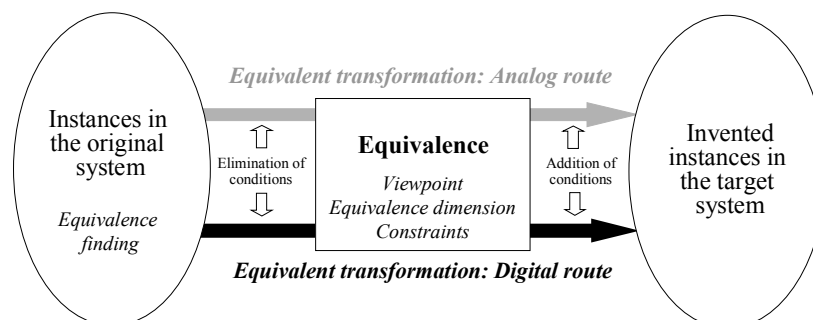 Equivalent transformation: Analog route
Instances in
the original
system
Equivalence
finding
Elimination of
conditions
Equivalence
Viewpoint
Equivalence dimension
Constraints
Addition of
conditions
Invented
instances in
the target
system
Equivalent transformation: Digital route